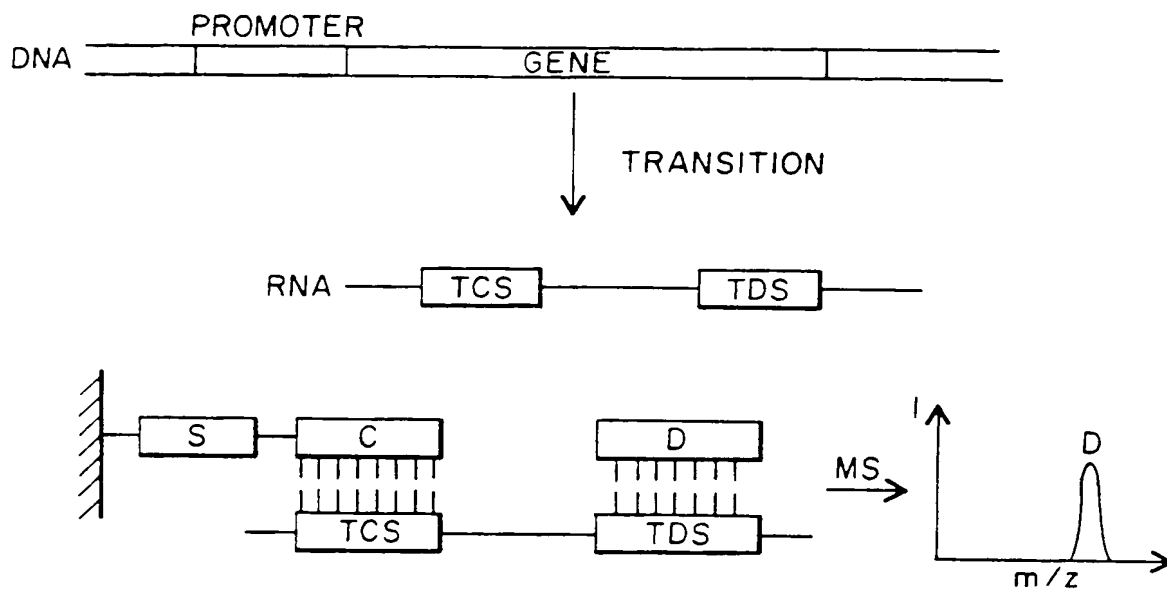 PROMOTER
DNA
GENE
TRANSITION
RNA
TCS
TDS
S
C
D
TCS
TDS
MS
I
D
m/z